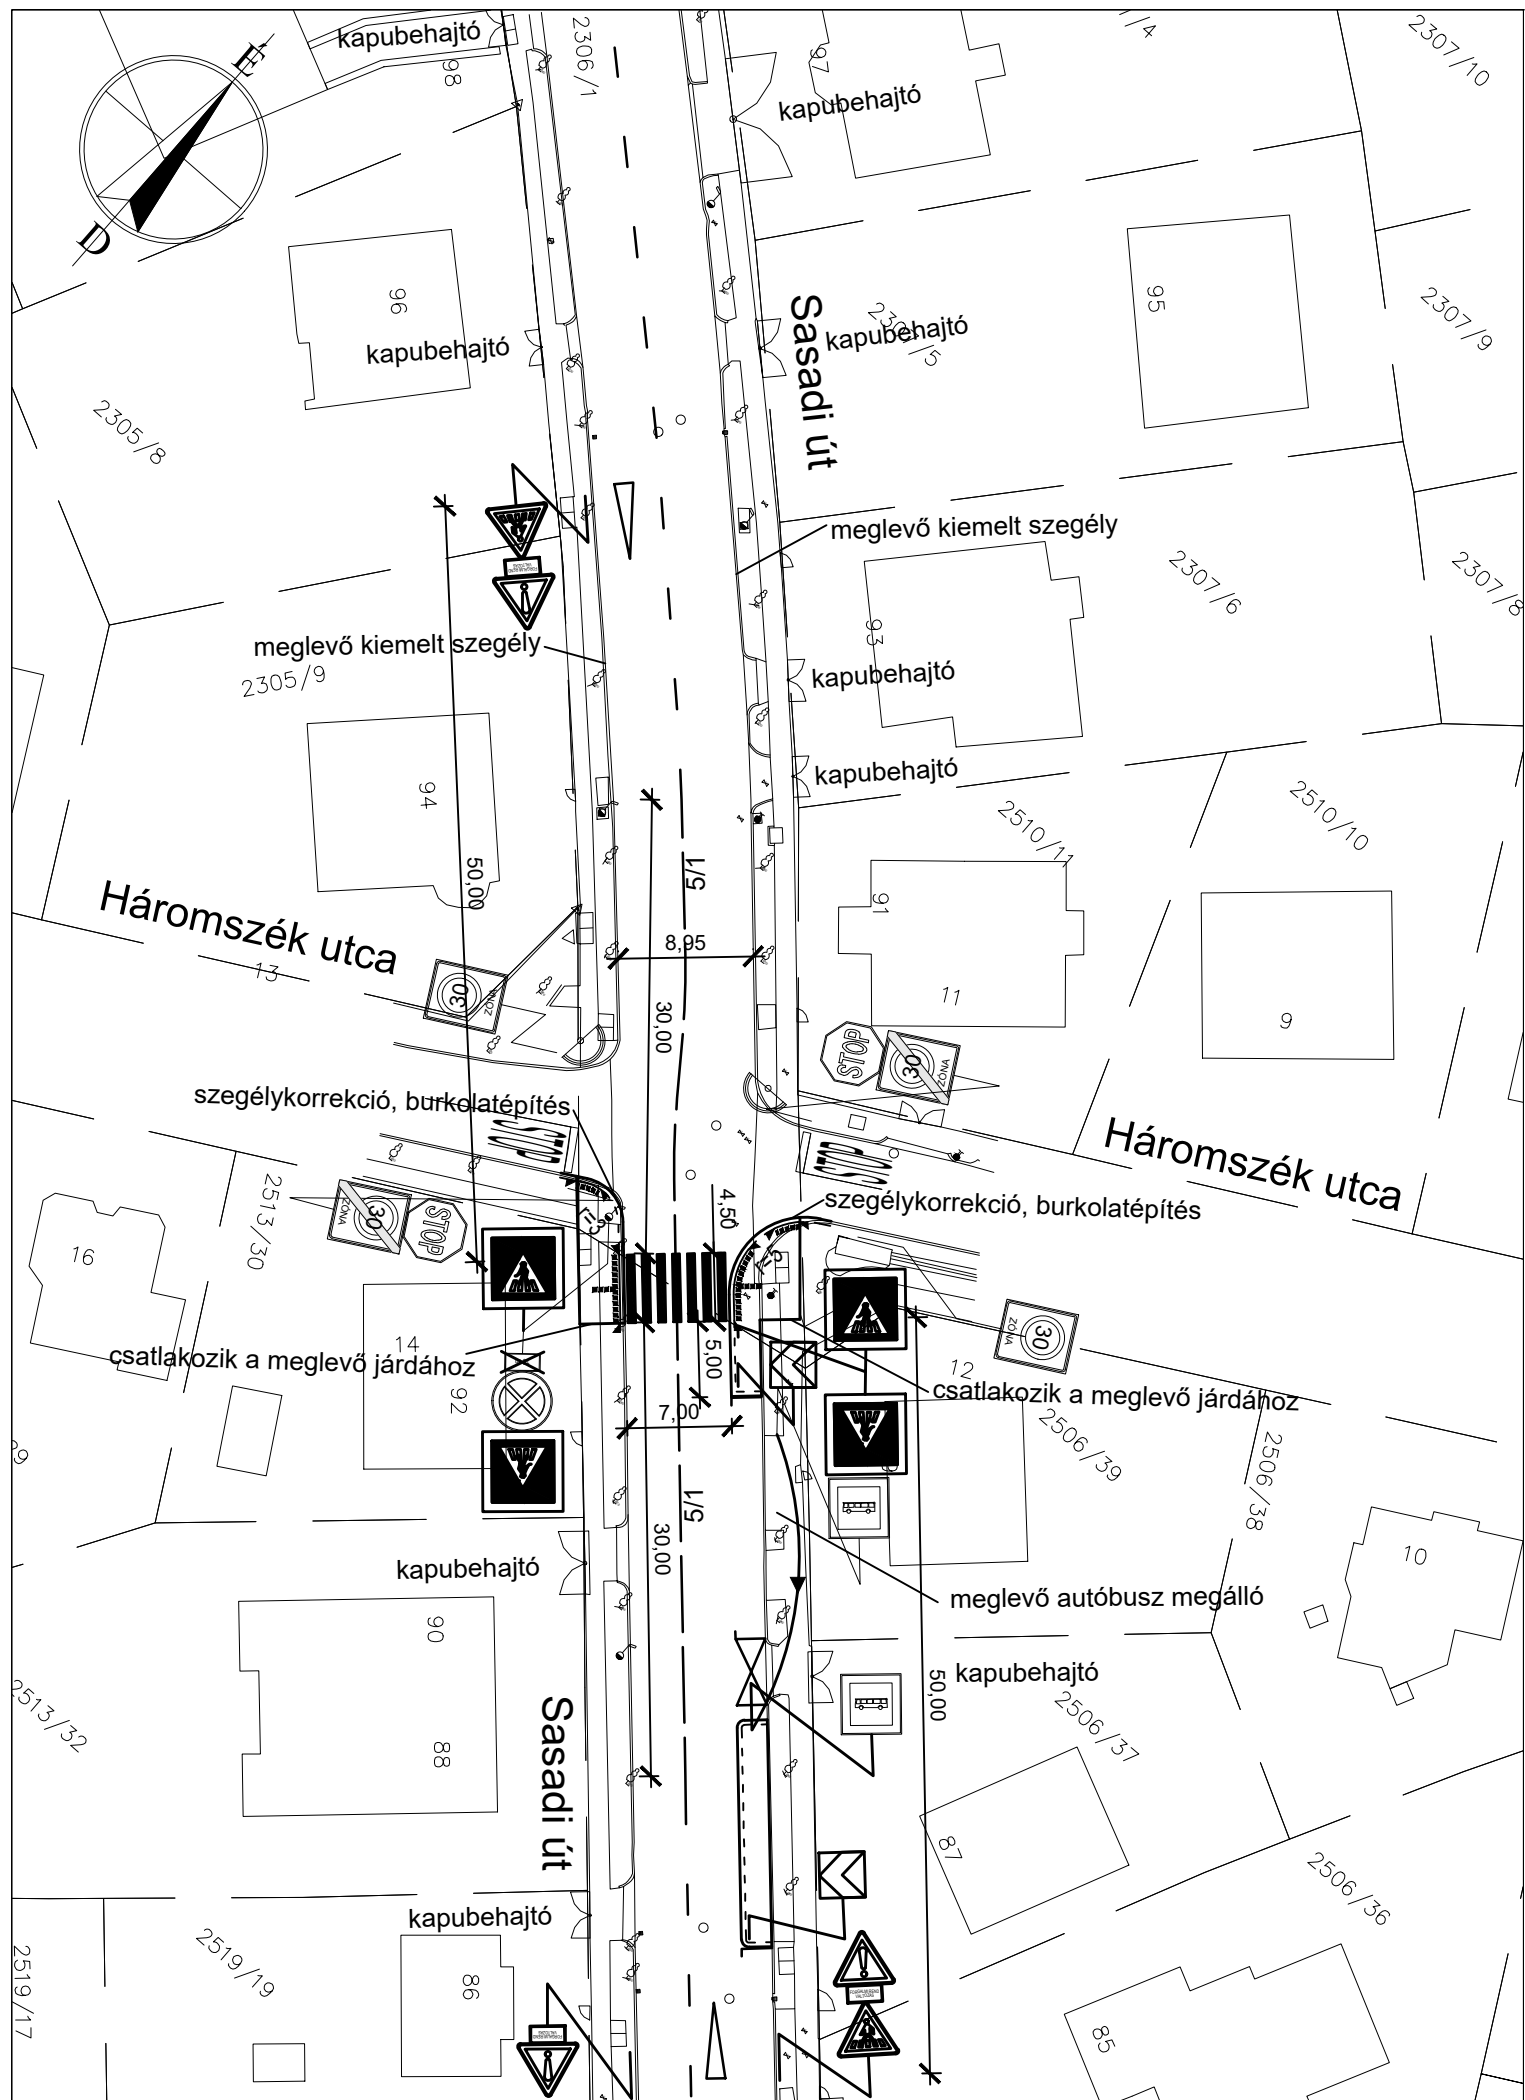 kapubehajtó
98
2306/1
97
7/4
2307/10
É
D
kapubehajtó
96
kapubehajtó
Sasadi út
kapubehajtó
95
2307/9
2305/8
meglevő kiemelt szegély
2307/6
2307/8
93
meglevő kiemelt szegély
2305/9
kapubehajtó
94
kapubehajtó
2510/11
2510/10
50,00
5/1
91
Háromszék utca
13
8,95
30
ZÓNA
30,00
11
9
STOP
30
ZÓNA
szegélykorrekció, burkolatépítés
STOP
STOP
Háromszék utca
2513/30
30
ZÓNA
STOP
4,50
szegélykorrekció, burkolatépítés
r=3
16
14
92
csatlakozik a meglevő járdához
5,00
7,00
30
ZÓNA
12
csatlakozik a meglevő járdához
2506/39
2506/38
5/1
30,00
kapubehajtó
meglevő autóbusz megálló
10
90
88
2513/32
Sasadi út
50,00
kapubehajtó
2506/37
87
2506/36
kapubehajtó
2519/19
2519/17
86
85